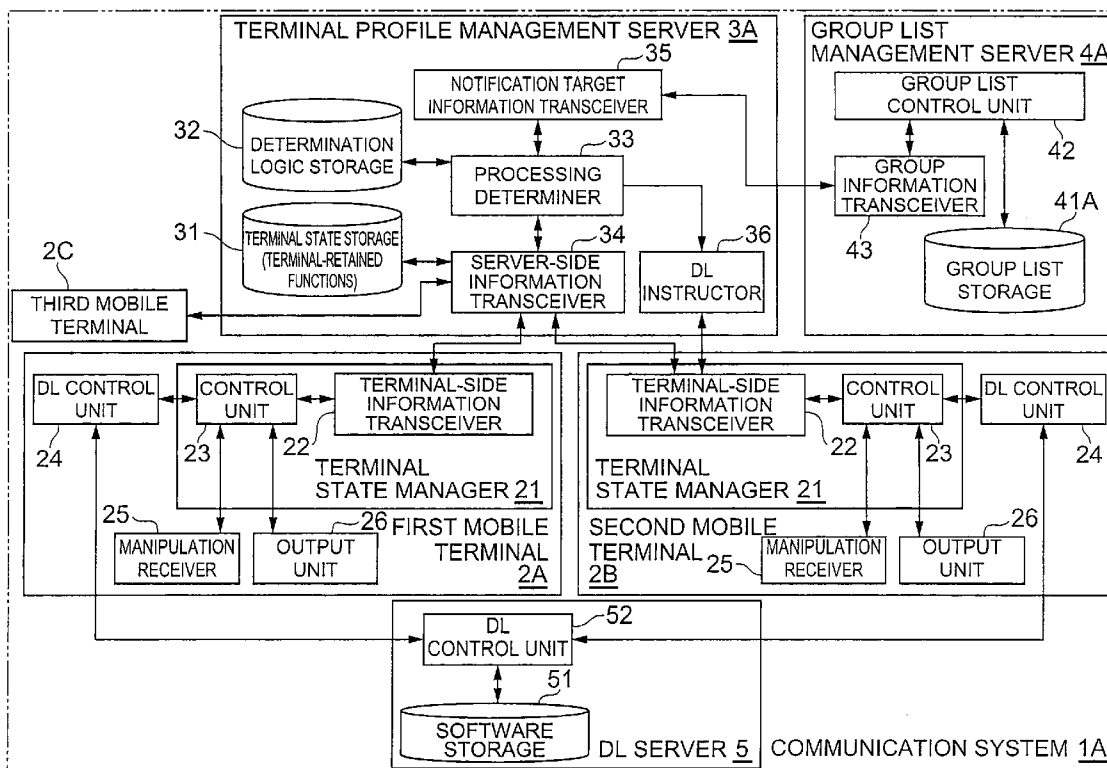 TERMINAL PROFILE MANAGEMENT SERVER 3A
35
NOTIFICATION TARGET
INFORMATION TRANSCEIVER
32
DETERMINATION
LOGIC STORAGE
33
PROCESSING
DETERMINER
31
TERMINAL STATE STORAGE
(TERMINAL-RETAINED
FUNCTIONS)
34
SERVER-SIDE
INFORMATION
TRANSCEIVER
36
DL
INSTRUCTOR
GROUP LIST
MANAGEMENT SERVER 4A
GROUP LIST
CONTROL UNIT
42
GROUP
INFORMATION
TRANSCEIVER
43
41A
GROUP LIST
STORAGE
2C
THIRD MOBILE
TERMINAL
DL CONTROL
UNIT
24
CONTROL
UNIT
23
TERMINAL-SIDE
INFORMATION
TRANSCEIVER
22
TERMINAL
STATE MANAGER 21
25
MANIPULATION
RECEIVER
26
OUTPUT
UNIT
FIRST MOBILE
TERMINAL
2A
TERMINAL-SIDE
INFORMATION
TRANSCEIVER
22
CONTROL
UNIT
23
DL CONTROL
UNIT
24
TERMINAL
STATE MANAGER
21
SECOND MOBILE
TERMINAL
2B
25
MANIPULATION
RECEIVER
26
OUTPUT
UNIT
52
DL
CONTROL UNIT
51
SOFTWARE
STORAGE
DL SERVER 5
COMMUNICATION SYSTEM 1A